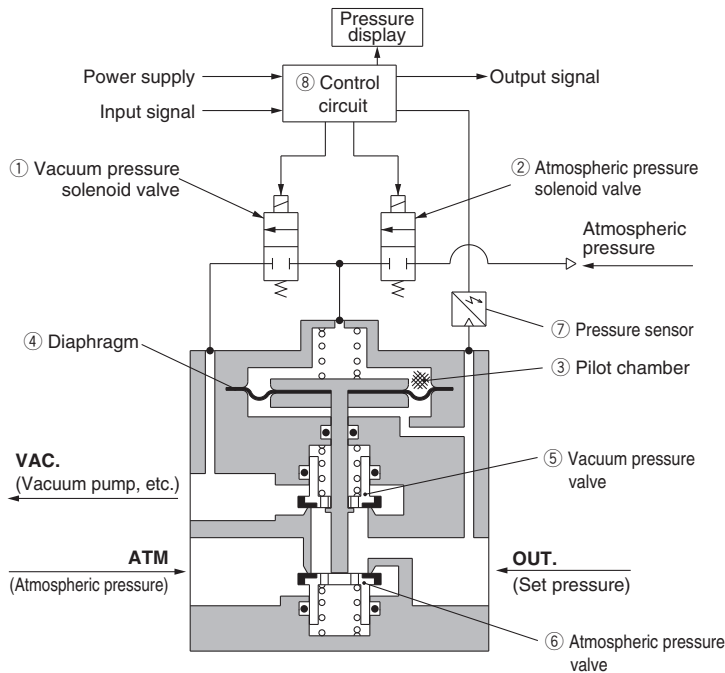 Pressure
display
Power supply
⑧ Control
circuit
Output signal
Input signal
① Vacuum pressure
solenoid valve
② Atmospheric pressure
solenoid valve
Atmospheric
pressure
⑦ Pressure sensor
④ Diaphragm
③ Pilot chamber
VAC.
(Vacuum pump, etc.)
⑤ Vacuum pressure
valve
ATM
(Atmospheric pressure)
OUT.
(Set pressure)
⑥ Atmospheric pressure
valve